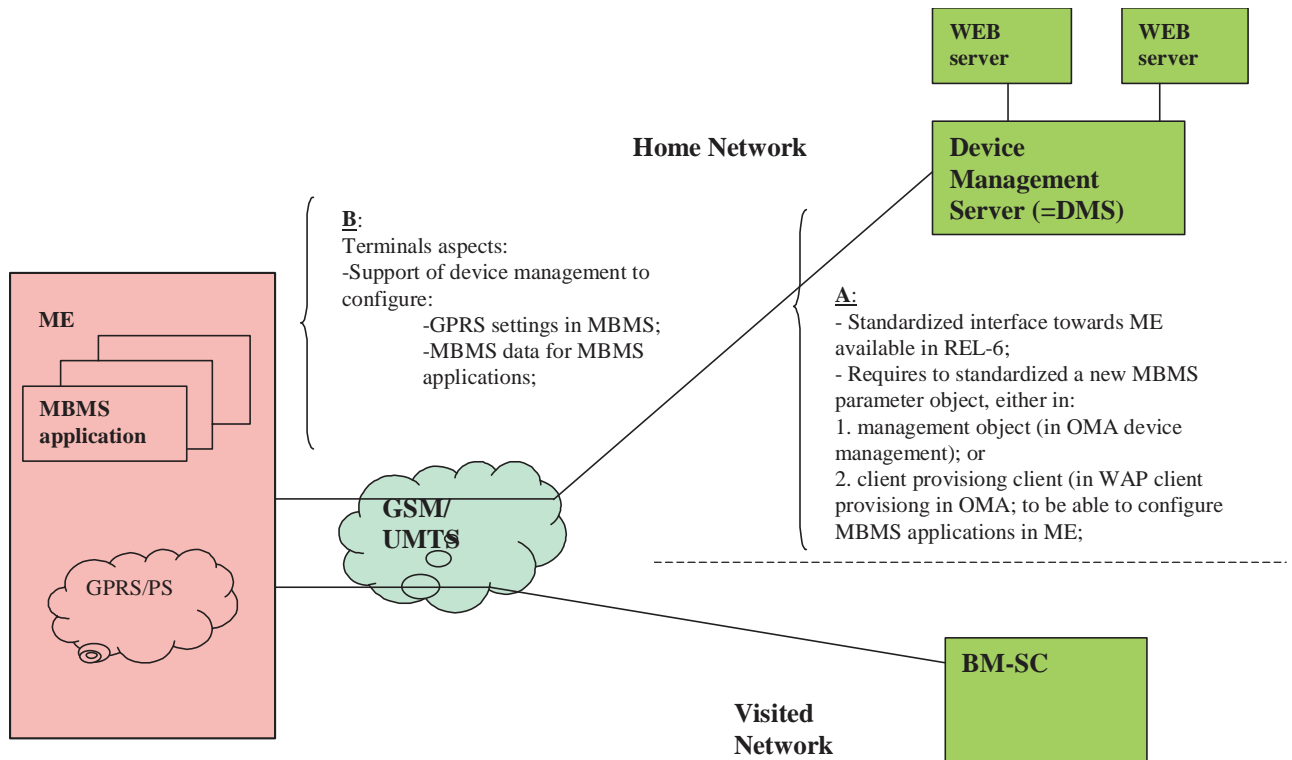 WEB
server
WEB
server
Home Network
Device
Management
Server (=DMS)
B:
Terminals aspects:
-Support of device management to
configure:
-GPRS settings in MBMS;
-MBMS data for MBMS
applications;
A:
- Standardized interface towards ME
available in REL-6;
- Requires to standardized a new MBMS
parameter object, either in:
1. management object (in OMA device
management); or
2. client provisiong client (in WAP client
provisiong in OMA; to be able to configure
MBMS applications in ME;
ME
MBMS
application
GSM/
UMTS
GPRS/PS
BM-SC
Visited
Network